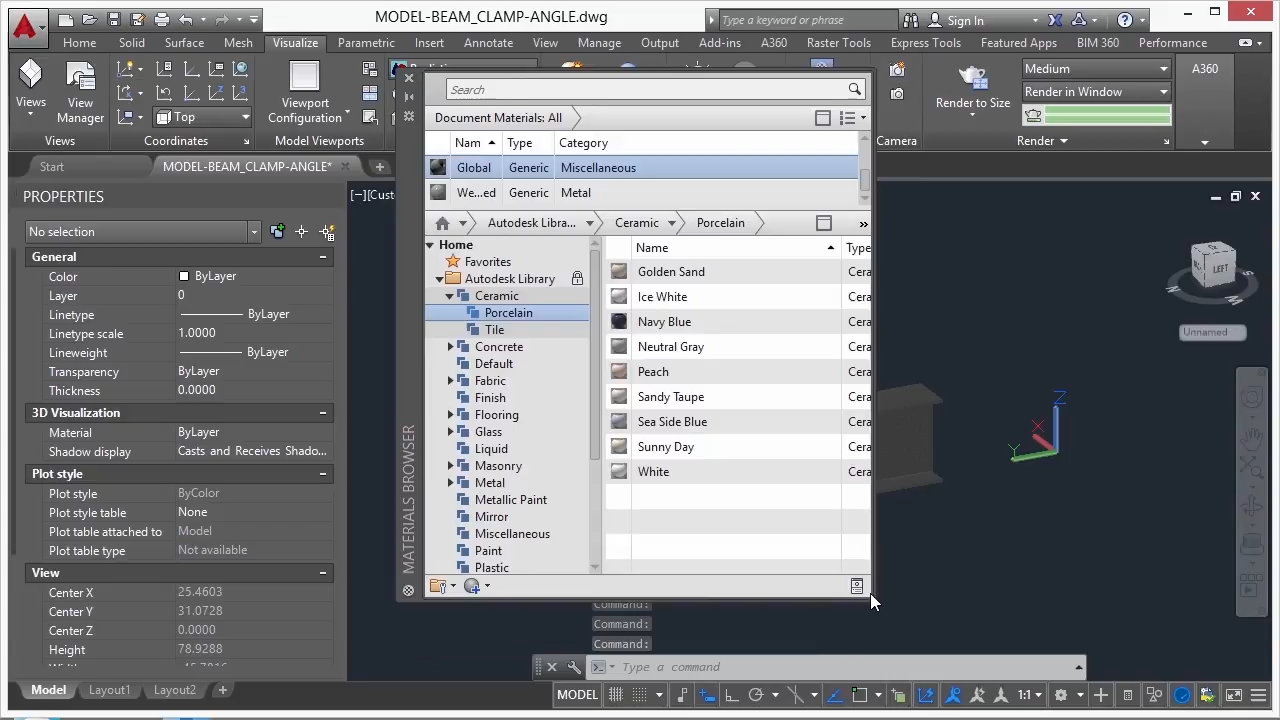 MODEL-BEAM_CLAMP-ANGLE.dwg
Type a keyword or phrase
Sign In
Home Solid Surface Mesh Visualize Parametric Insert Annotate View Manage Output Add-ins A360 Raster Tools Express Tools Featured Apps BIM 360 Performance
Views
View
Manager
Views
Top
Coordinates
Viewport
Configuration
Model Viewports
Camera
Render to Size
Medium
Render in Window
Render
A360
Start
MODEL-BEAM_CLAMP-ANGLE*
PROPERTIES
No selection
General
Color ByLayer
Layer 0
Linetype ByLayer
Linetype scale 1.0000
Lineweight ByLayer
Transparency ByLayer
Thickness 0.0000
3D Visualization
Material ByLayer
Shadow display Casts and Receives Shado...
Plot style
Plot style ByColor
Plot style table None
Plot table attached to Model
Plot table type Not available
View
Center X 25.4603
Center Y 31.0728
Center Z 0.0000
Height 78.9288
[−][Cust
MATERIALS BROWSER
Search
Document Materials: All
Nam Type Category
Global Generic Miscellaneous
We...ed Generic Metal
Autodesk Libra... Ceramic Porcelain
Home
Favorites
Autodesk Library
Ceramic
Porcelain
Tile
Concrete
Default
Fabric
Finish
Flooring
Glass
Liquid
Masonry
Metal
Metallic Paint
Mirror
Miscellaneous
Paint
Plastic
Name Type
Golden Sand Cera
Ice White Cera
Navy Blue Cera
Neutral Gray Cera
Peach Cera
Sandy Taupe Cera
Sea Side Blue Cera
Sunny Day Cera
White Cera
LEFT
Unnamed
Z
X
Y
Command:
Command:
Command:
Type a command
Model Layout1 Layout2
MODEL
1:1